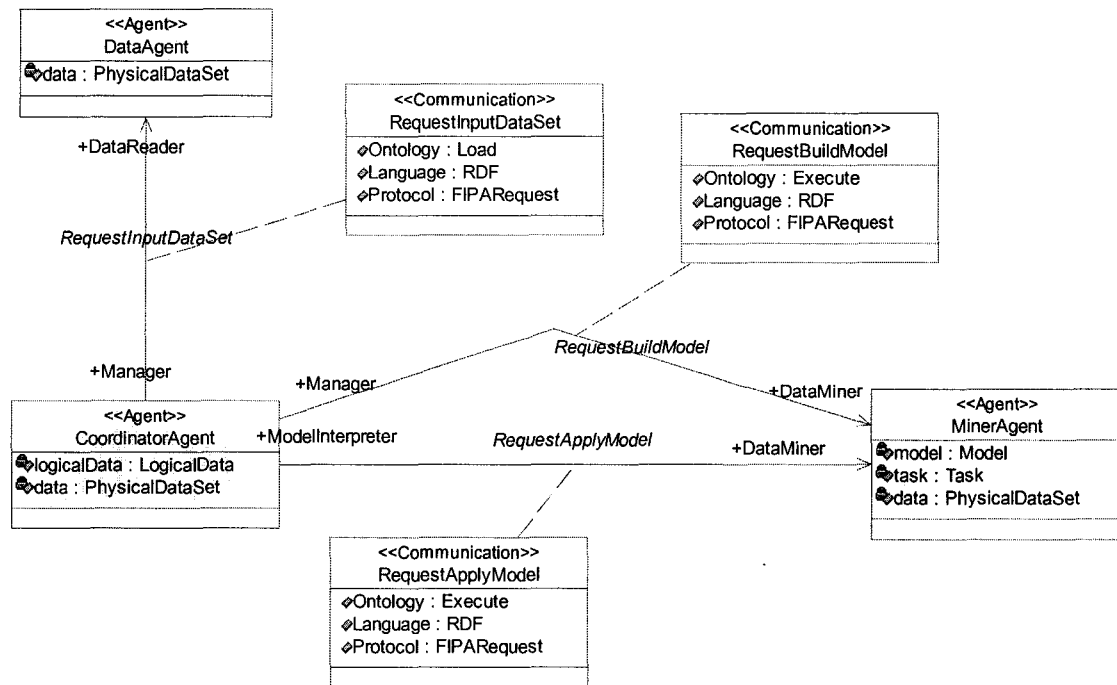 <<Agent>>
DataAgent
data : PhysicalDataSet
<<Communication>>
RequestInputDataSet
Ontology : Load
Language : RDF
Protocol : FIPARequest
<<Communication>>
RequestBuildModel
Ontology : Execute
Language : RDF
Protocol : FIPARequest
+DataReader
RequestInputDataSet
+Manager
+Manager
RequestBuildModel
+DataMiner
<<Agent>>
CoordinatorAgent
logicalData : LogicalData
data : PhysicalDataSet
+ModelInterpreter
RequestApplyModel
+DataMiner
<<Agent>>
MinerAgent
model : Model
task : Task
data : PhysicalDataSet
<<Communication>>
RequestApplyModel
Ontology : Execute
Language : RDF
Protocol : FIPARequest